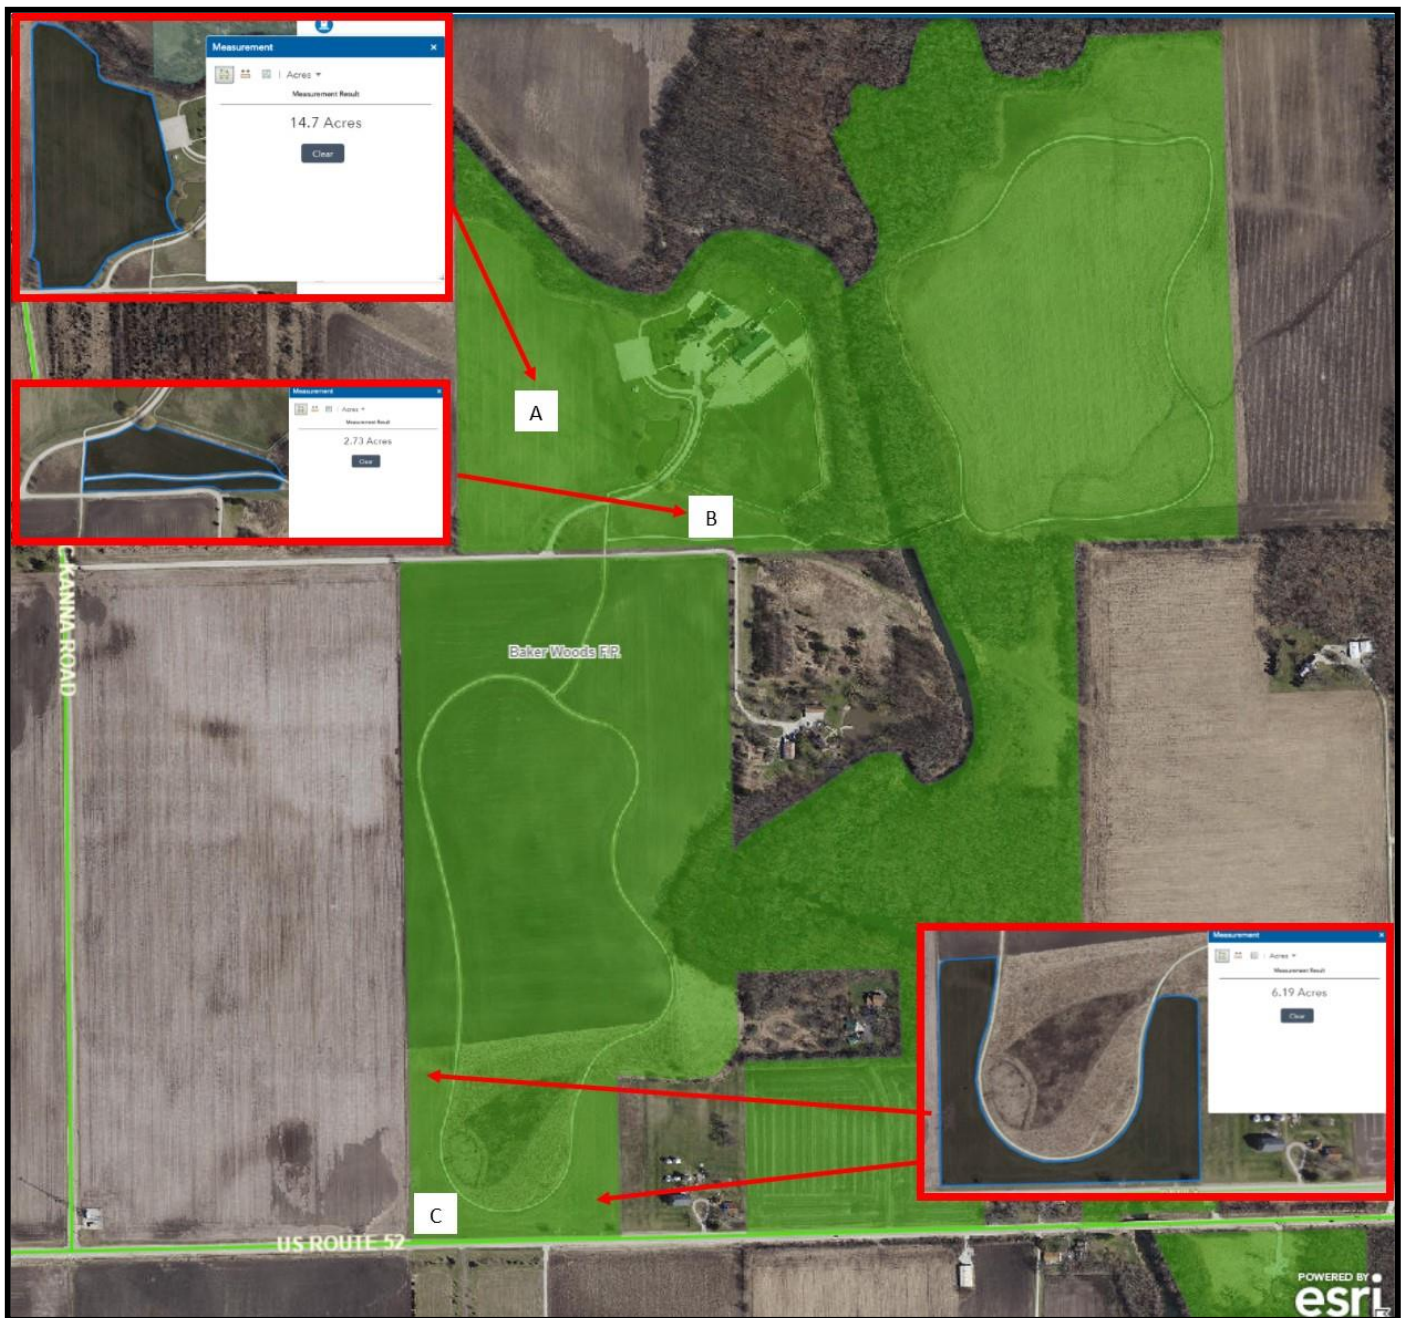 Measurement ×
Acres
Measurement Result
14.7 Acres
Clear
A
Measurement ×
Acres
Measurement Result
2.73 Acres
Clear
B
KANNA ROAD
Baker Woods F.P.
Measurement ×
Acres
Measurement Result
6.19 Acres
Clear
C
US ROUTE 52
POWERED BY
esri